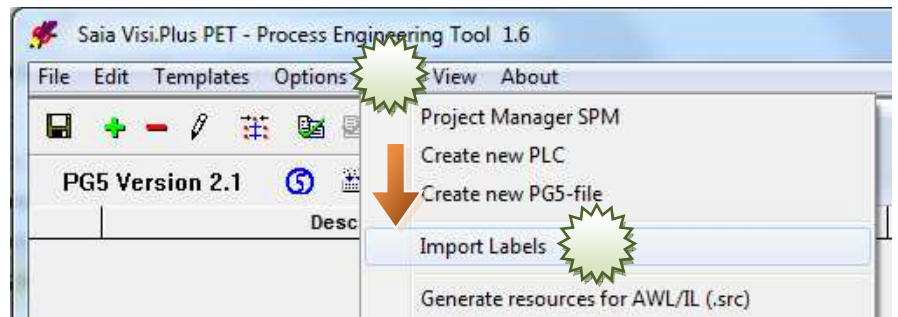 Saia Visi.Plus PET - Process Engineering Tool 1.6
File Edit Templates Options View About
Project Manager SPM
Create new PLC
PG5 Version 2.1
Create new PG5-file
Desc
Import Labels
Generate resources for AWL/IL (.src)